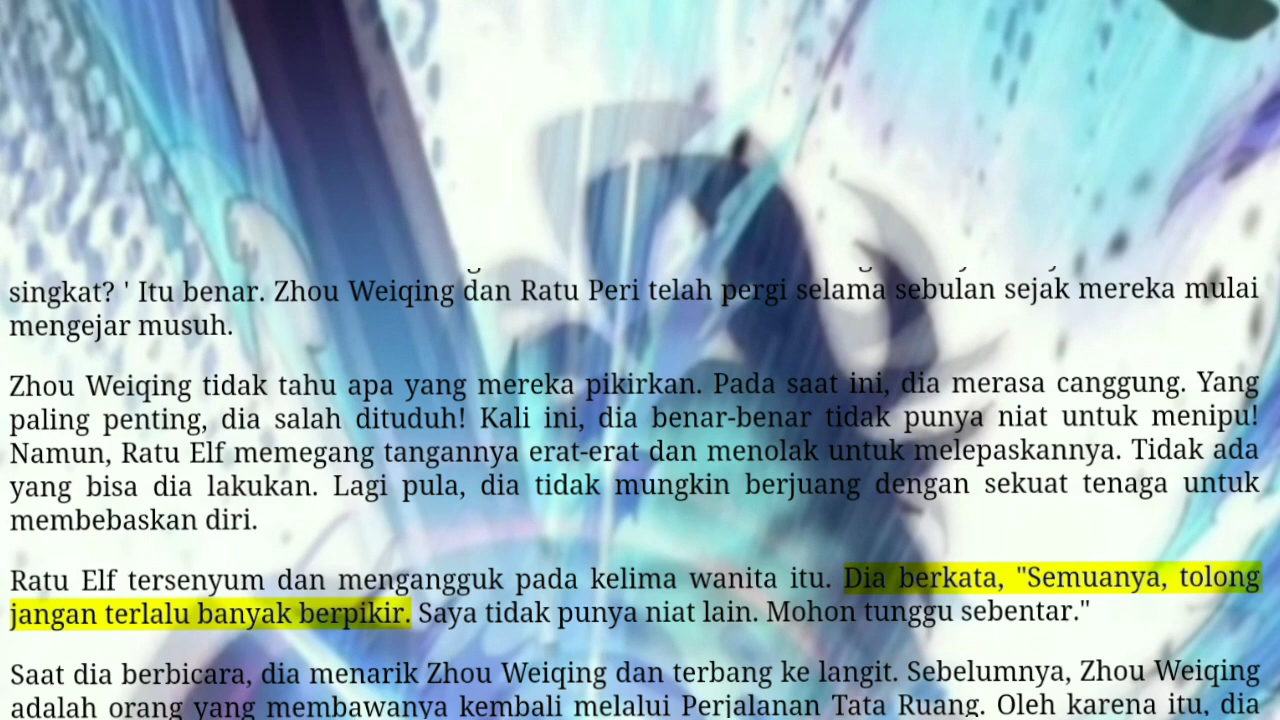 singkat? ' Itu benar. Zhou Weiqing dan Ratu Peri telah pergi selama sebulan sejak mereka mulai
mengejar musuh.
Zhou Weiqing tidak tahu apa yang mereka pikirkan. Pada saat ini, dia merasa canggung. Yang
paling penting, dia salah dituduh! Kali ini, dia benar-benar tidak punya niat untuk menipu!
Namun, Ratu Elf memegang tangannya erat-erat dan menolak untuk melepaskannya. Tidak ada
yang bisa dia lakukan. Lagi pula, dia tidak mungkin berjuang dengan sekuat tenaga untuk
membebaskan diri.
Ratu Elf tersenyum dan mengangguk pada kelima wanita itu. Dia berkata, "Semuanya, tolong
jangan terlalu banyak berpikir. Saya tidak punya niat lain. Mohon tunggu sebentar."
Saat dia berbicara, dia menarik Zhou Weiqing dan terbang ke langit. Sebelumnya, Zhou Weiqing
adalah orang yang membawanya kembali melalui Perjalanan Tata Ruang. Oleh karena itu, dia